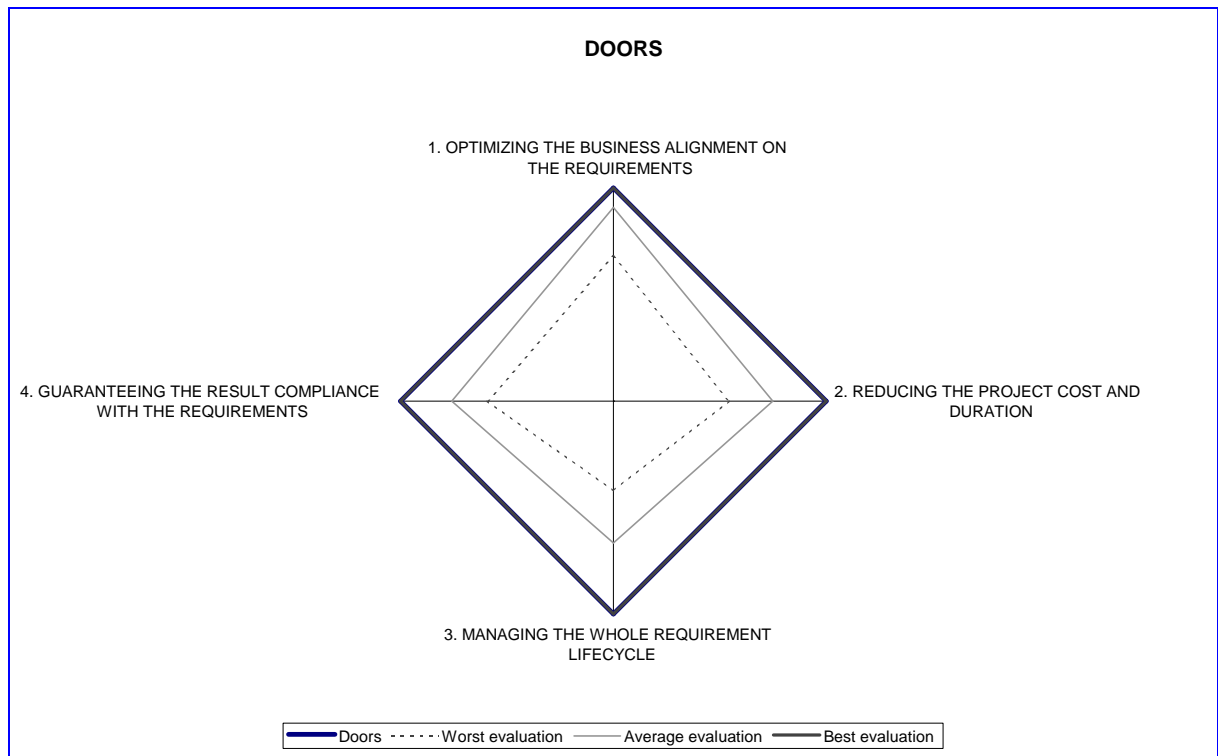 DOORS
1. OPTIMIZING THE BUSINESS ALIGNMENT ON
THE REQUIREMENTS
4. GUARANTEEING THE RESULT COMPLIANCE
WITH THE REQUIREMENTS
2. REDUCING THE PROJECT COST AND
DURATION
3. MANAGING THE WHOLE REQUIREMENT
LIFECYCLE
Doors Worst evaluation Average evaluation Best evaluation